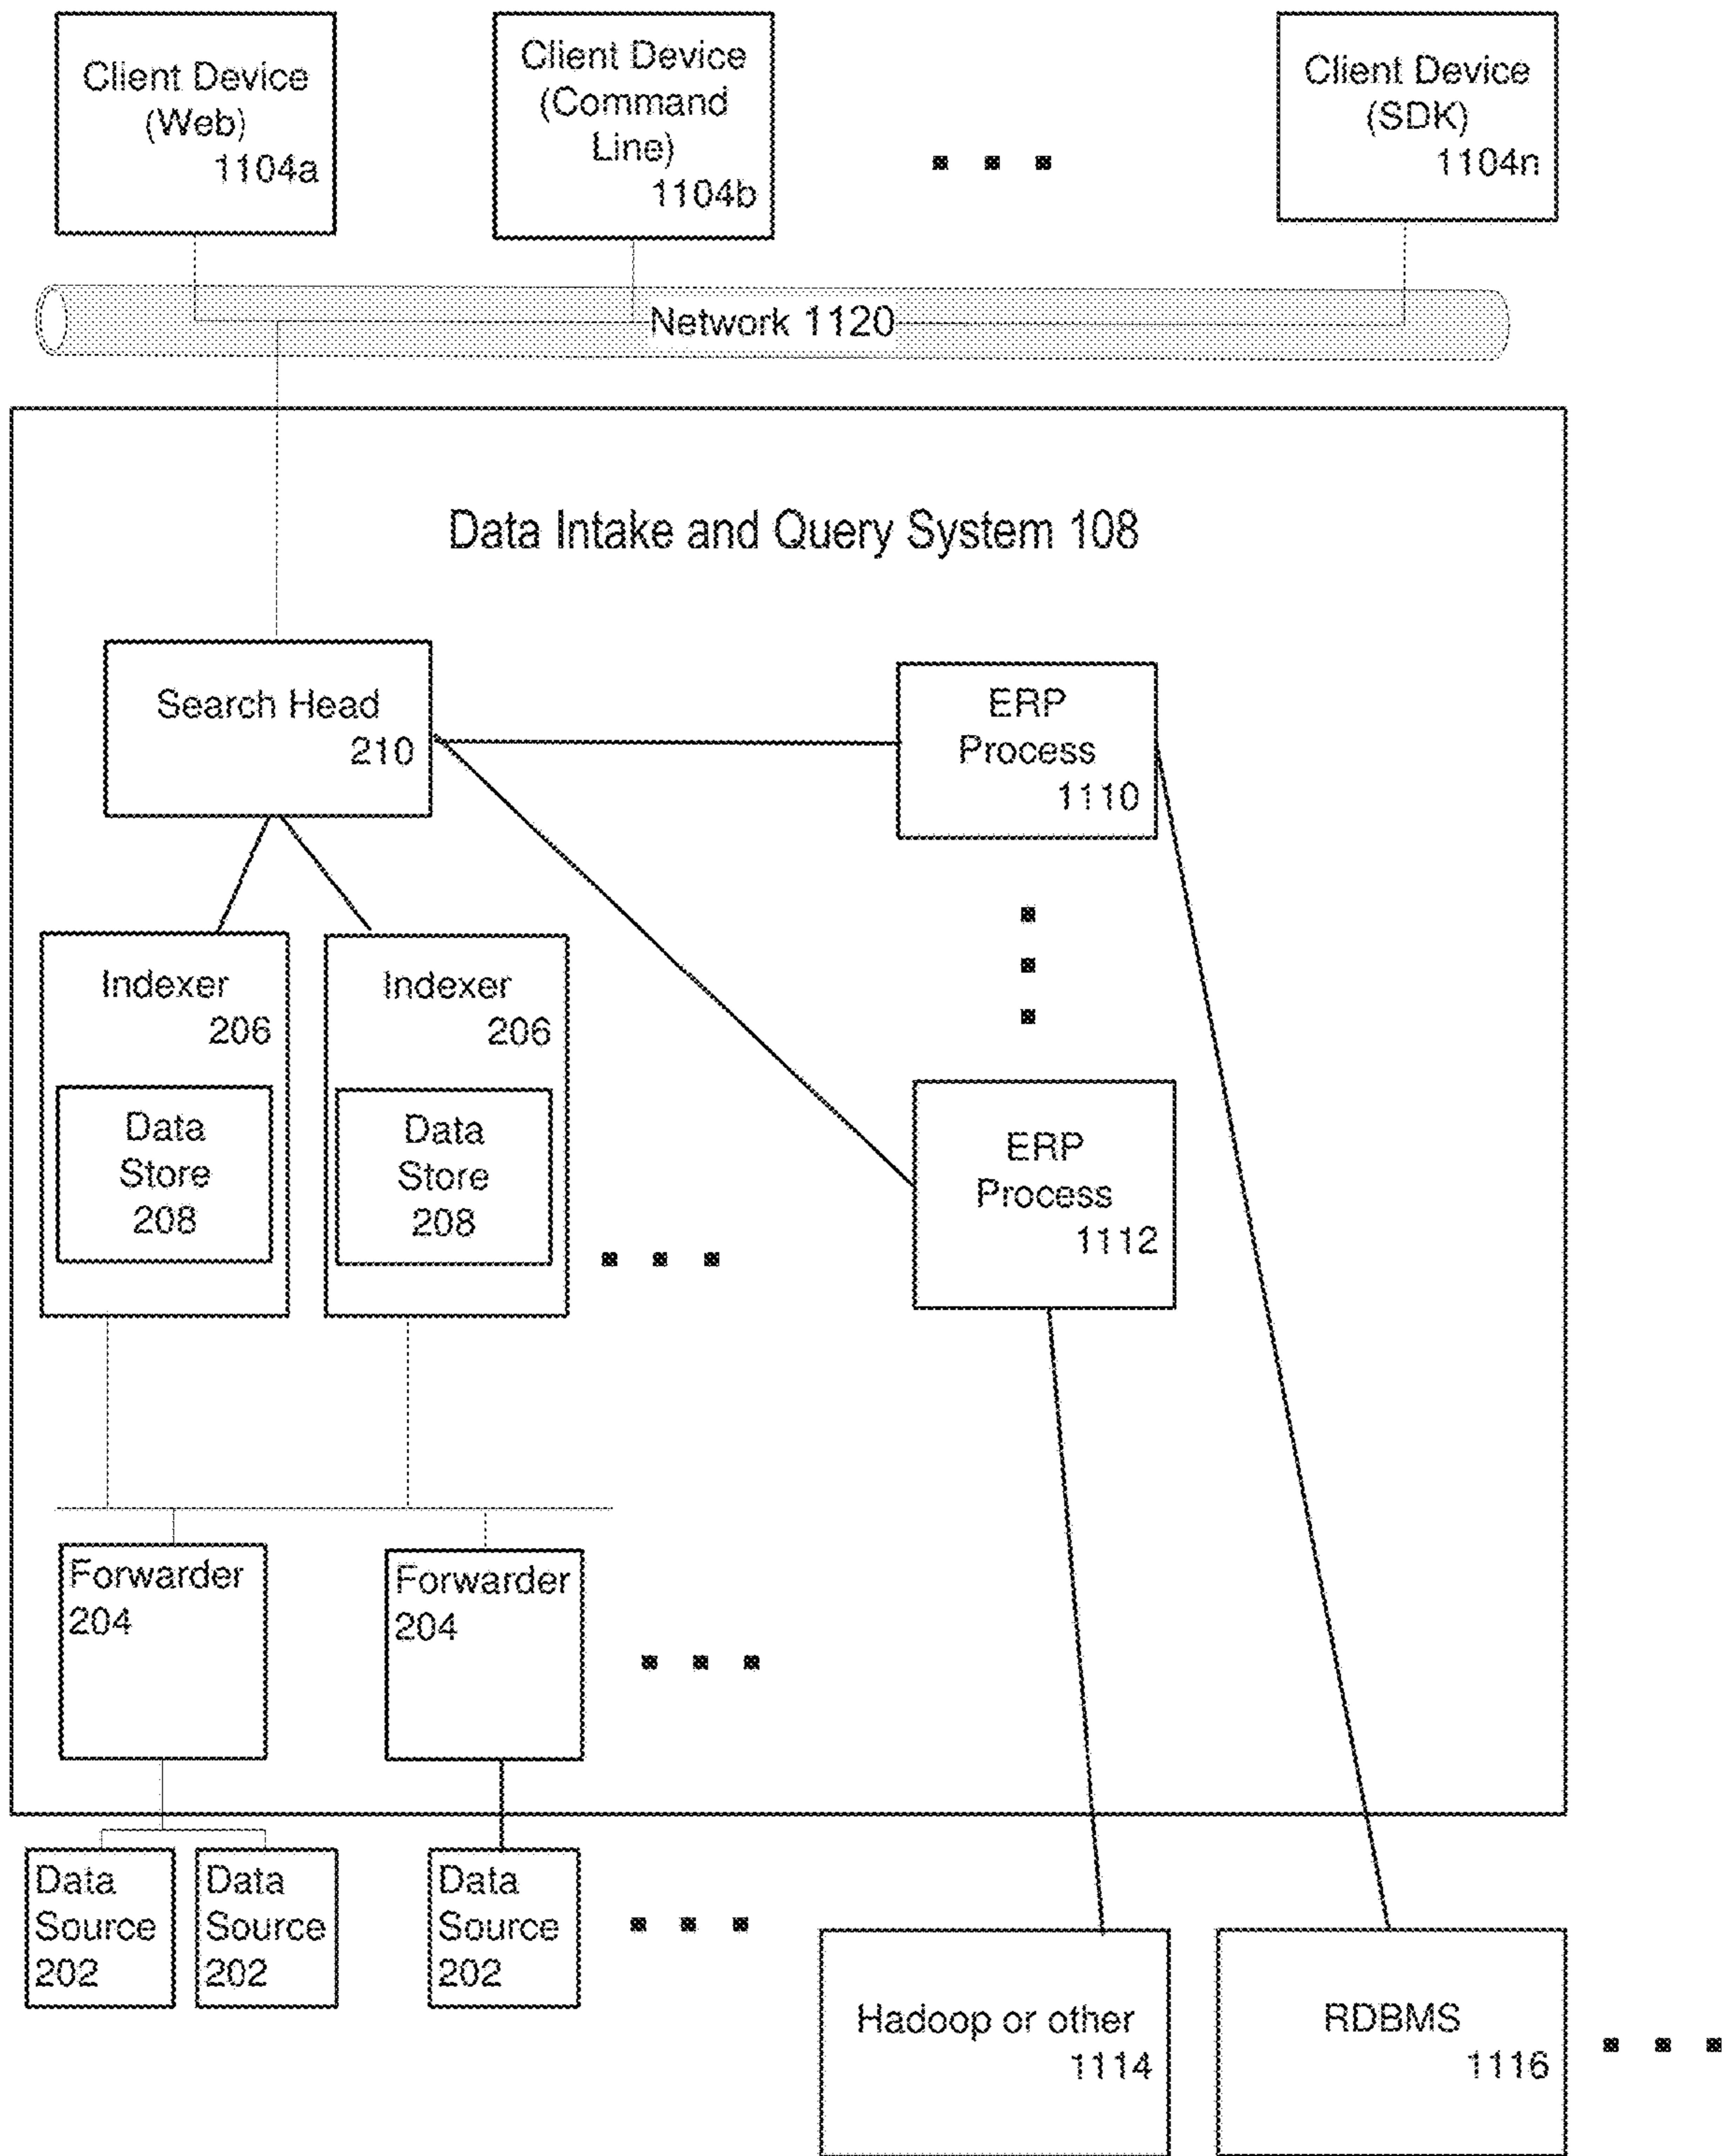 Client Device
(Web)
1104a
Client Device
(Command
Line)
1104b
Client Device
(SDK)
1104n
Network 1120
Data Intake and Query System 108
Search Head
210
ERP
Process
1110
Indexer
206
Data
Store
208
Indexer
206
Data
Store
208
ERP
Process
1112
Forwarder
204
Forwarder
204
Data
Source
202
Data
Source
202
Data
Source
202
Hadoop or other
1114
RDBMS
1116